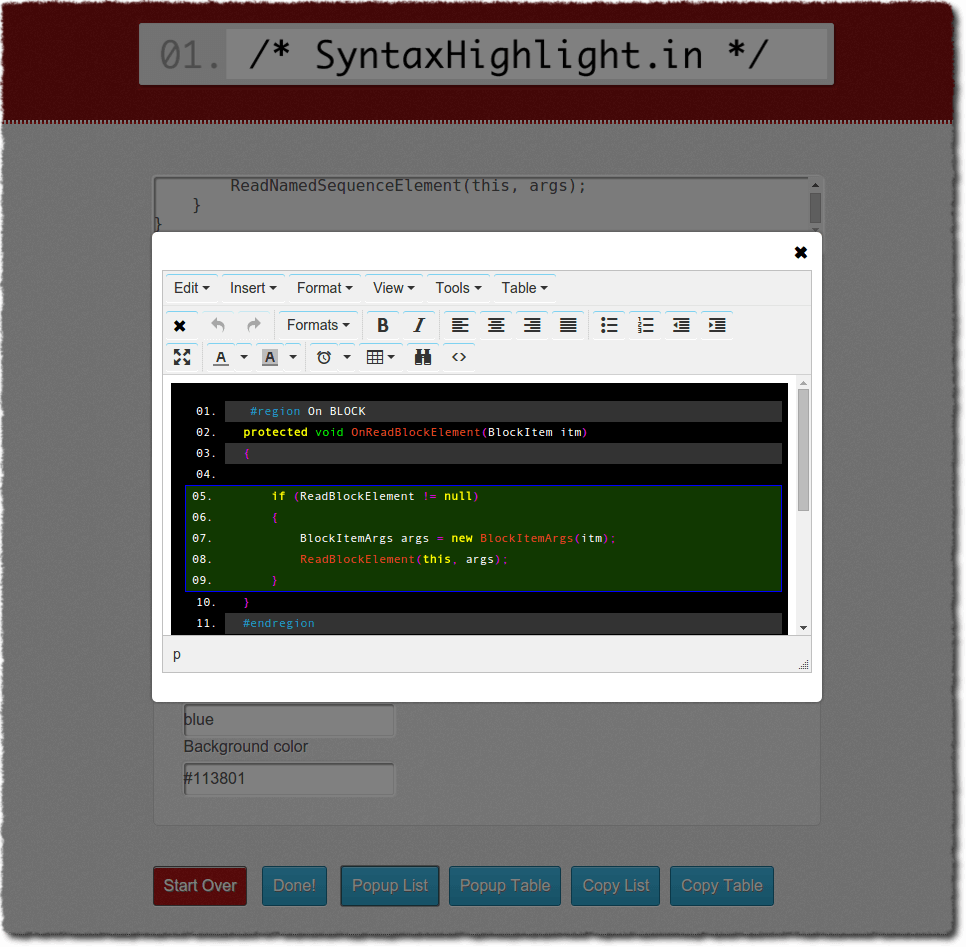 01. /* SyntaxHighlight.in */
ReadNamedSequenceElement(this, args);
}
}
Edit Insert Format View Tools Table
Formats B I
A A <>
01. #region On BLOCK
02. protected void OnReadBlockElement(BlockItem itm)
03. {
04.
05. if (ReadBlockElement != null)
06. {
07. BlockItemArgs args = new BlockItemArgs(itm);
08. ReadBlockElement(this, args);
09. }
10. }
11. #endregion
p
blue
Background color
#113801
Start Over Done! Popup List Popup Table Copy List Copy Table